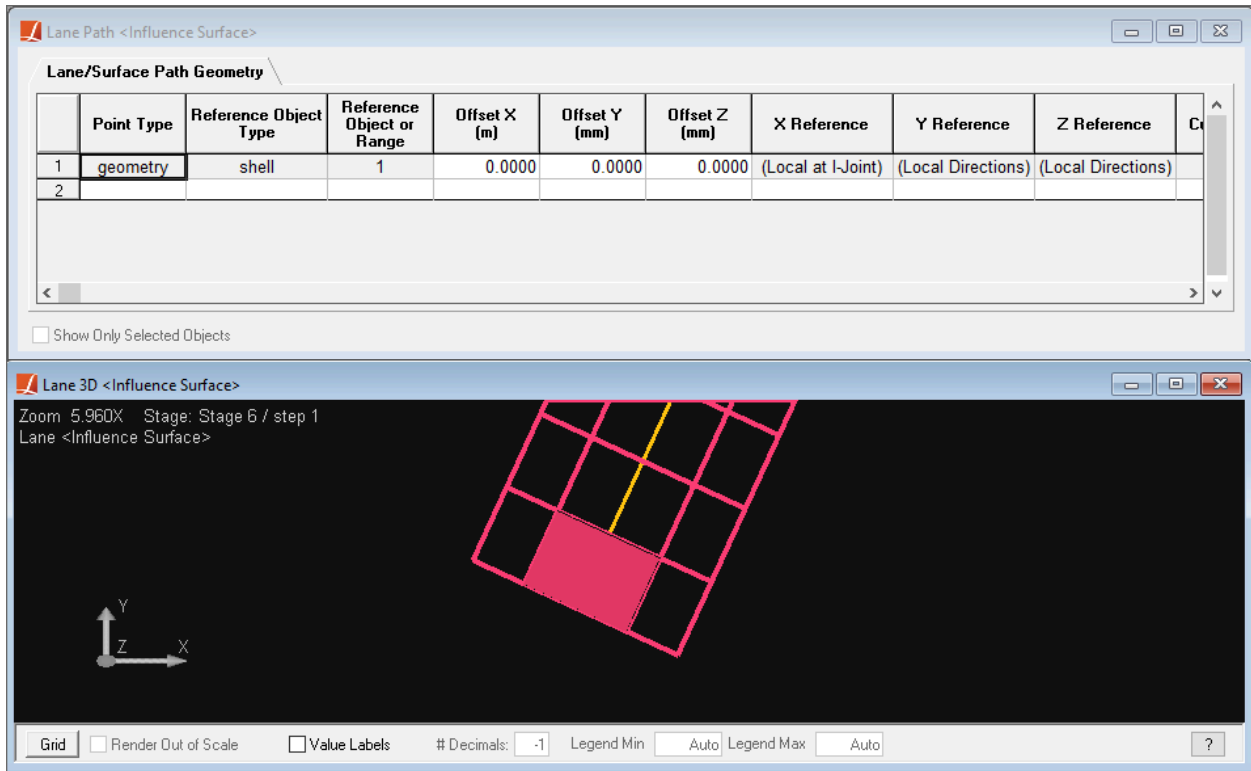 Lane Path <Influence Surface>
Lane/Surface Path Geometry
Point Type Reference Object Type Reference Object or Range Offset X (m) Offset Y (mm) Offset Z (mm) X Reference Y Reference Z Reference
1 geometry shell 1 0.0000 0.0000 0.0000 (Local at I-Joint) (Local Directions) (Local Directions)
2
Show Only Selected Objects
Lane 3D <Influence Surface>
Zoom 5.960X Stage: Stage 6 / step 1
Lane <Influence Surface>
Y
Z X
Grid Render Out of Scale Value Labels # Decimals: -1 Legend Min Auto Legend Max Auto ?